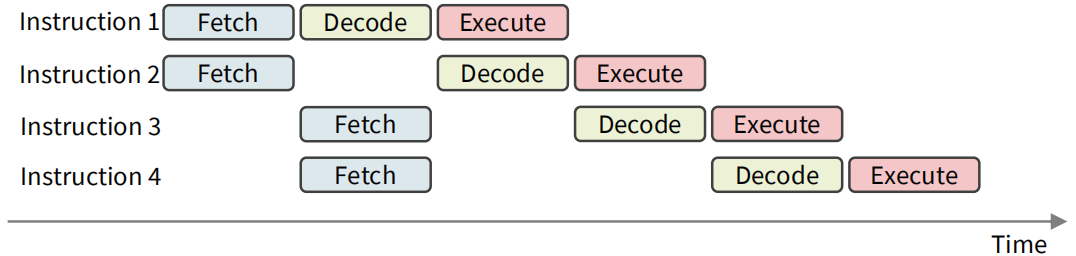 Instruction 1 Fetch Decode Execute
Instruction 2 Fetch Decode Execute
Instruction 3 Fetch Decode Execute
Instruction 4 Fetch Decode Execute
Time